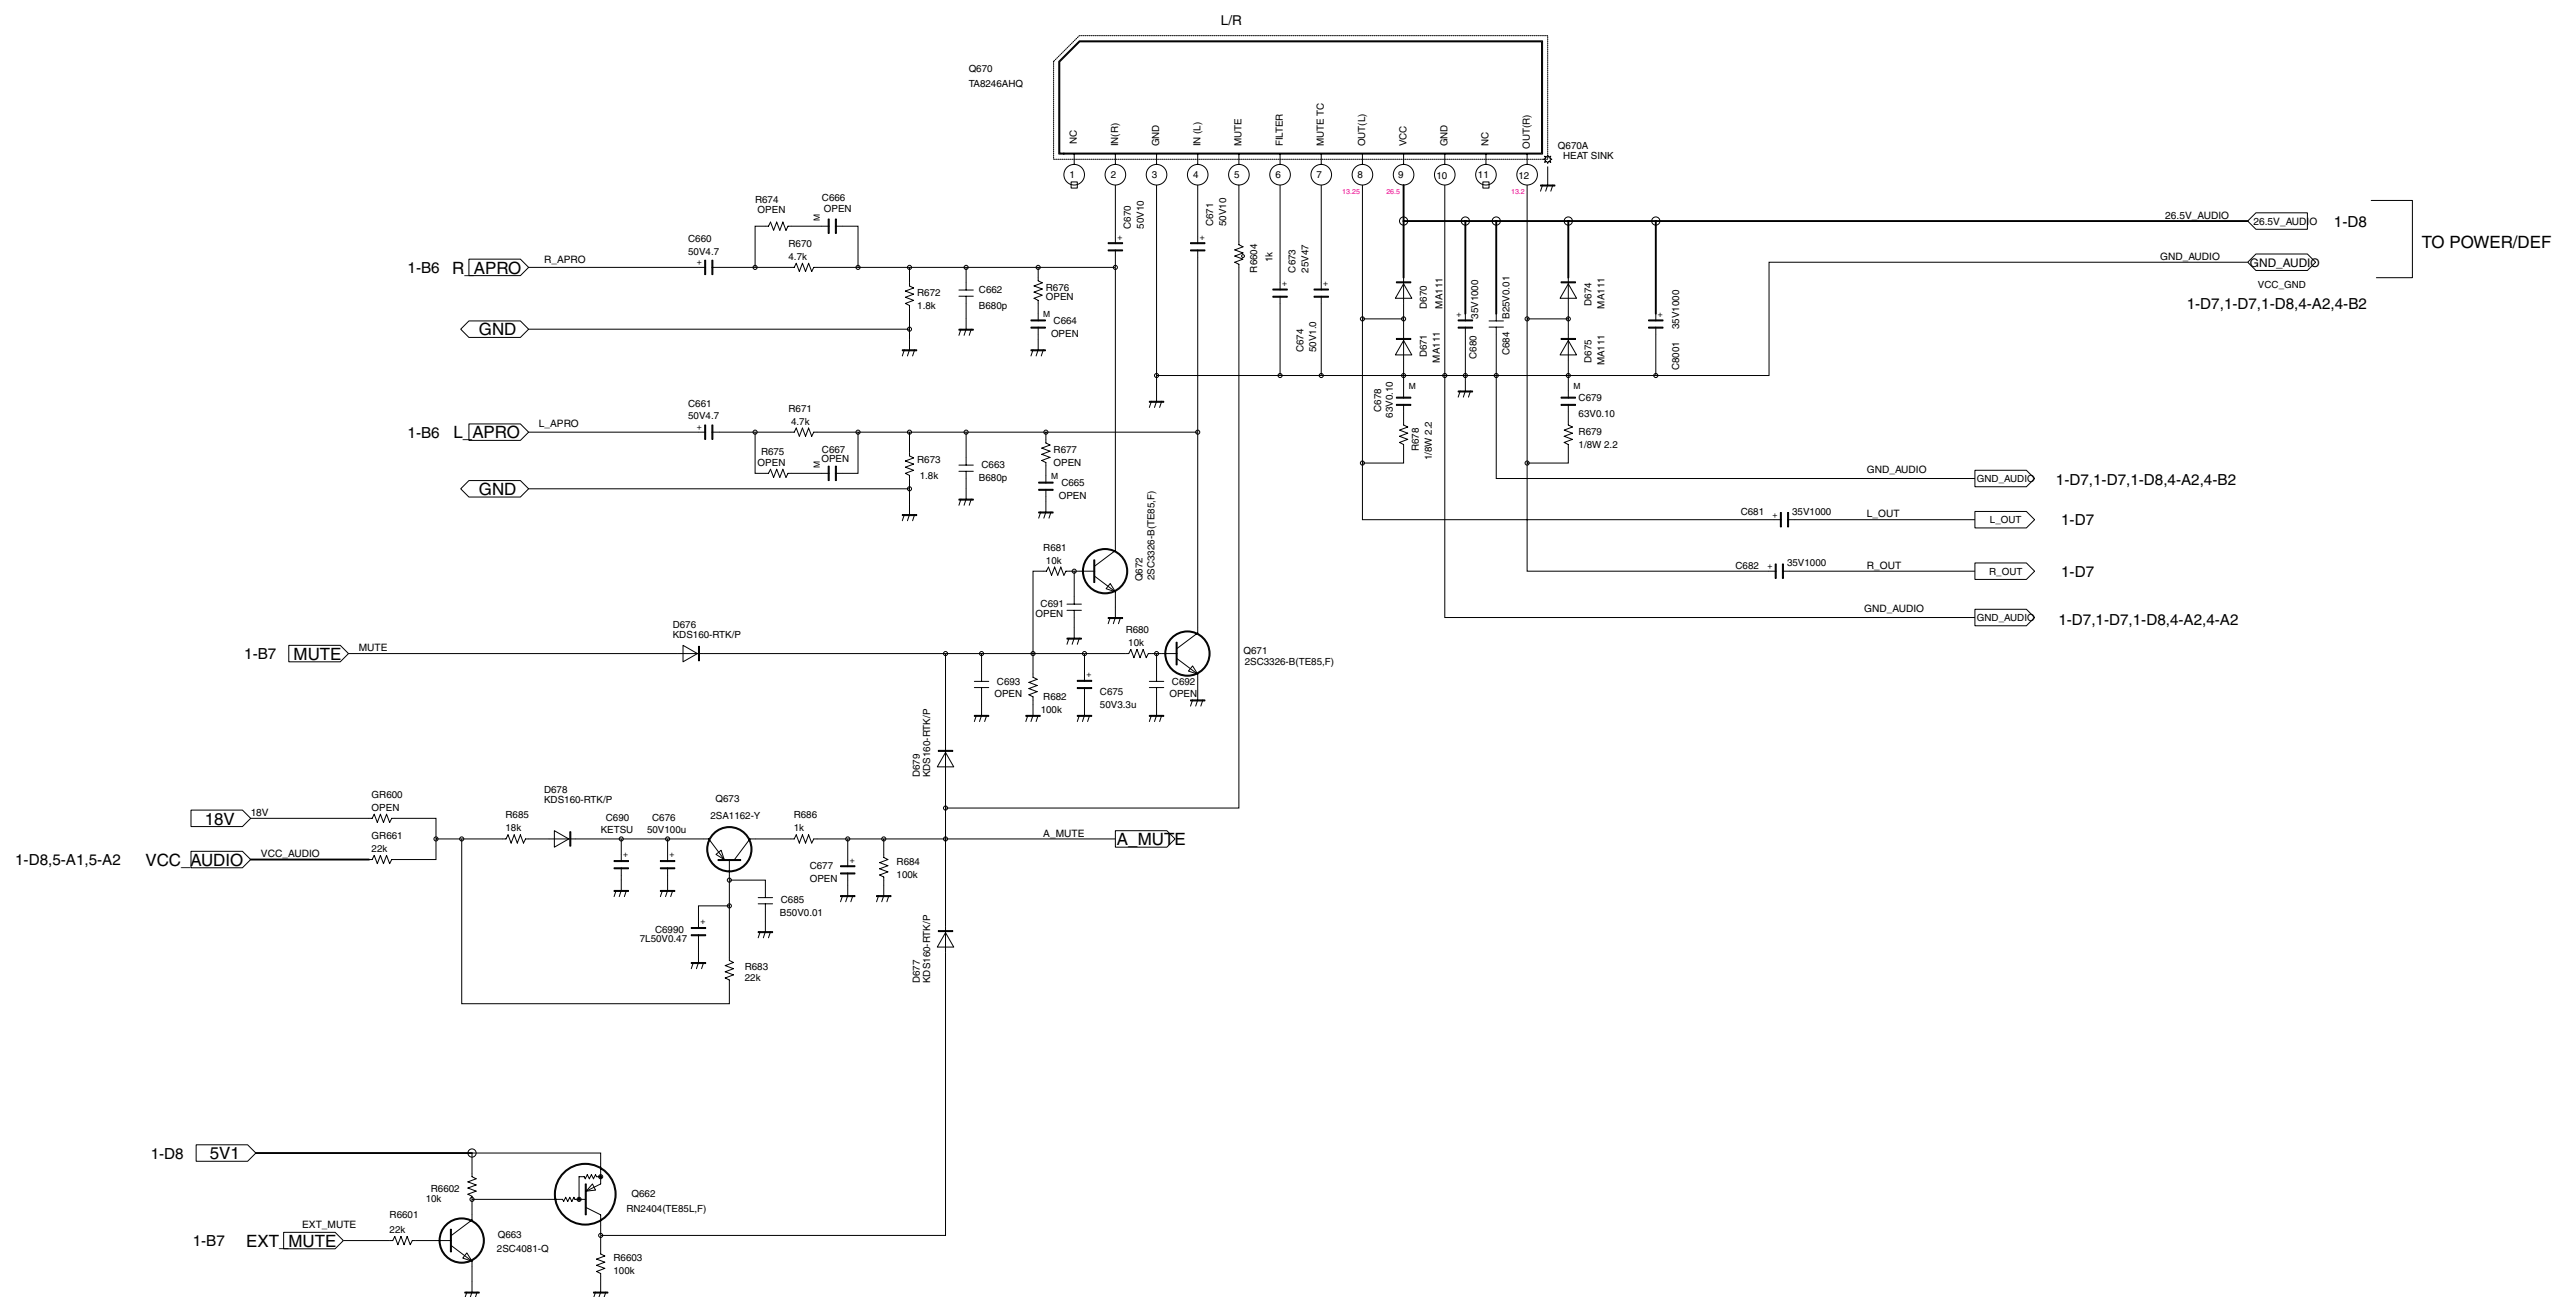 L/R
Q670
TA8246AHQ
NC
IN(R)
GND
IN (L)
MUTE
FILTER
MUTE TC
OUT(L)
VCC
GND
NC
OUT(R)
Q670A
HEAT SINK
1
2
3
4
5
6
7
8
9
10
11
12
13.25
26.5
13.2
R674
OPEN
C666
OPEN
M
C660
50V4.7
+
R670
4.7k
1-B6
R_APRO
R_APRO
GND
R672
1.8k
C662
B680p
R676
OPEN
M
C664
OPEN
C670
50V10
+
C671
50V10
+
R6604
1k
C673
25V47
+
C674
50V1.0
+
D670
MA111
D671
MA111
35V1000
C680
+
B25V0.01
C684
D674
MA111
D675
MA111
35V1000
C8001
+
26.5V_AUDIO
26.5V_AUDIO
1-D8
GND_AUDIO
GND_AUDIO
VCC_GND
1-D7,1-D7,1-D8,4-A2,4-B2
TO POWER/DEF
C678
63V0.10
M
R678
1/8W 2.2
M
C679
63V0.10
R679
1/8W 2.2
1-B6
L_APRO
L_APRO
C661
50V4.7
+
R671
4.7k
R675
OPEN
C667
OPEN
M
GND
R673
1.8k
C663
B680p
R677
OPEN
M
C665
OPEN
GND_AUDIO
GND_AUDIO
1-D7,1-D7,1-D8,4-A2,4-B2
C681
+
35V1000
L_OUT
L_OUT
1-D7
C682
+
35V1000
R_OUT
R_OUT
1-D7
GND_AUDIO
GND_AUDIO
1-D7,1-D7,1-D8,4-A2,4-A2
R681
10k
Q672
2SC3326-B(TE85,F)
C691
OPEN
1-B7
MUTE
MUTE
D676
KDS160-RTK/P
R680
10k
Q671
2SC3326-B(TE85,F)
C693
OPEN
R682
100k
+
C675
50V3.3u
C692
OPEN
D679
KDS160-RTK/P
18V
18V
GR600
OPEN
GR661
22k
1-D8,5-A1,5-A2
VCC_AUDIO
VCC_AUDIO
R685
18k
D678
KDS160-RTK/P
C690
KETSU
+
C676
50V100u
+
Q673
2SA1162-Y
R686
1k
C677
OPEN
+
R684
100k
A_MUTE
A_MUTE
C685
B50V0.01
C6990
7L50V0.47
+
R683
22k
D677
KDS160-RTK/P
1-D8
5V1
R6602
10k
Q662
RN2404(TE85L,F)
R6601
22k
1-B7
EXT_MUTE
EXT_MUTE
Q663
2SC4081-Q
R6603
100k